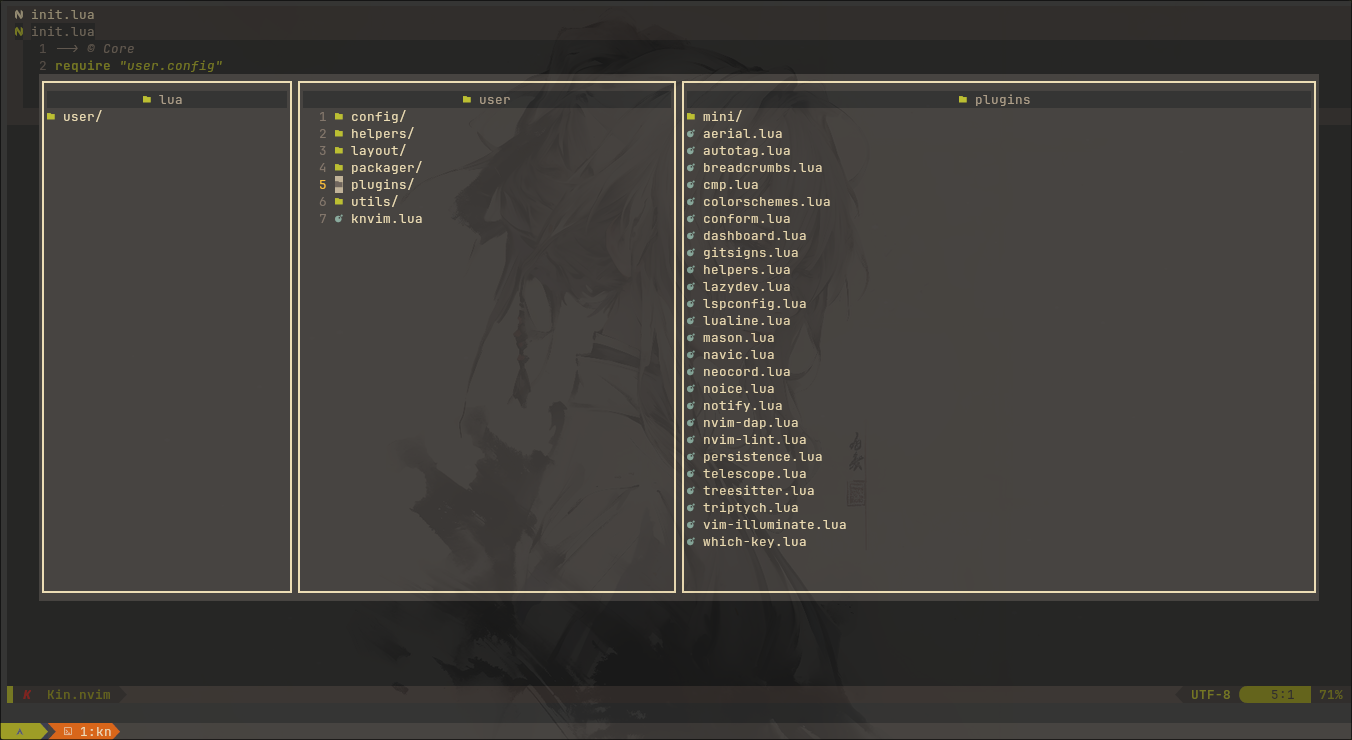 init.lua
init.lua
1 --> © Core
2 require "user.config"
lua
user/
user
1 config/
2 helpers/
3 layout/
4 packager/
5 plugins/
6 utils/
7 knvim.lua
plugins
mini/
aerial.lua
autotag.lua
breadcrumbs.lua
cmp.lua
colorschemes.lua
conform.lua
dashboard.lua
gitsigns.lua
helpers.lua
lazydev.lua
lspconfig.lua
lualine.lua
mason.lua
navic.lua
neocord.lua
noice.lua
notify.lua
nvim-dap.lua
nvim-lint.lua
persistence.lua
telescope.lua
treesitter.lua
triptych.lua
vim-illuminate.lua
which-key.lua
K Kin.nvim UTF-8 5:1 71%
1:kn